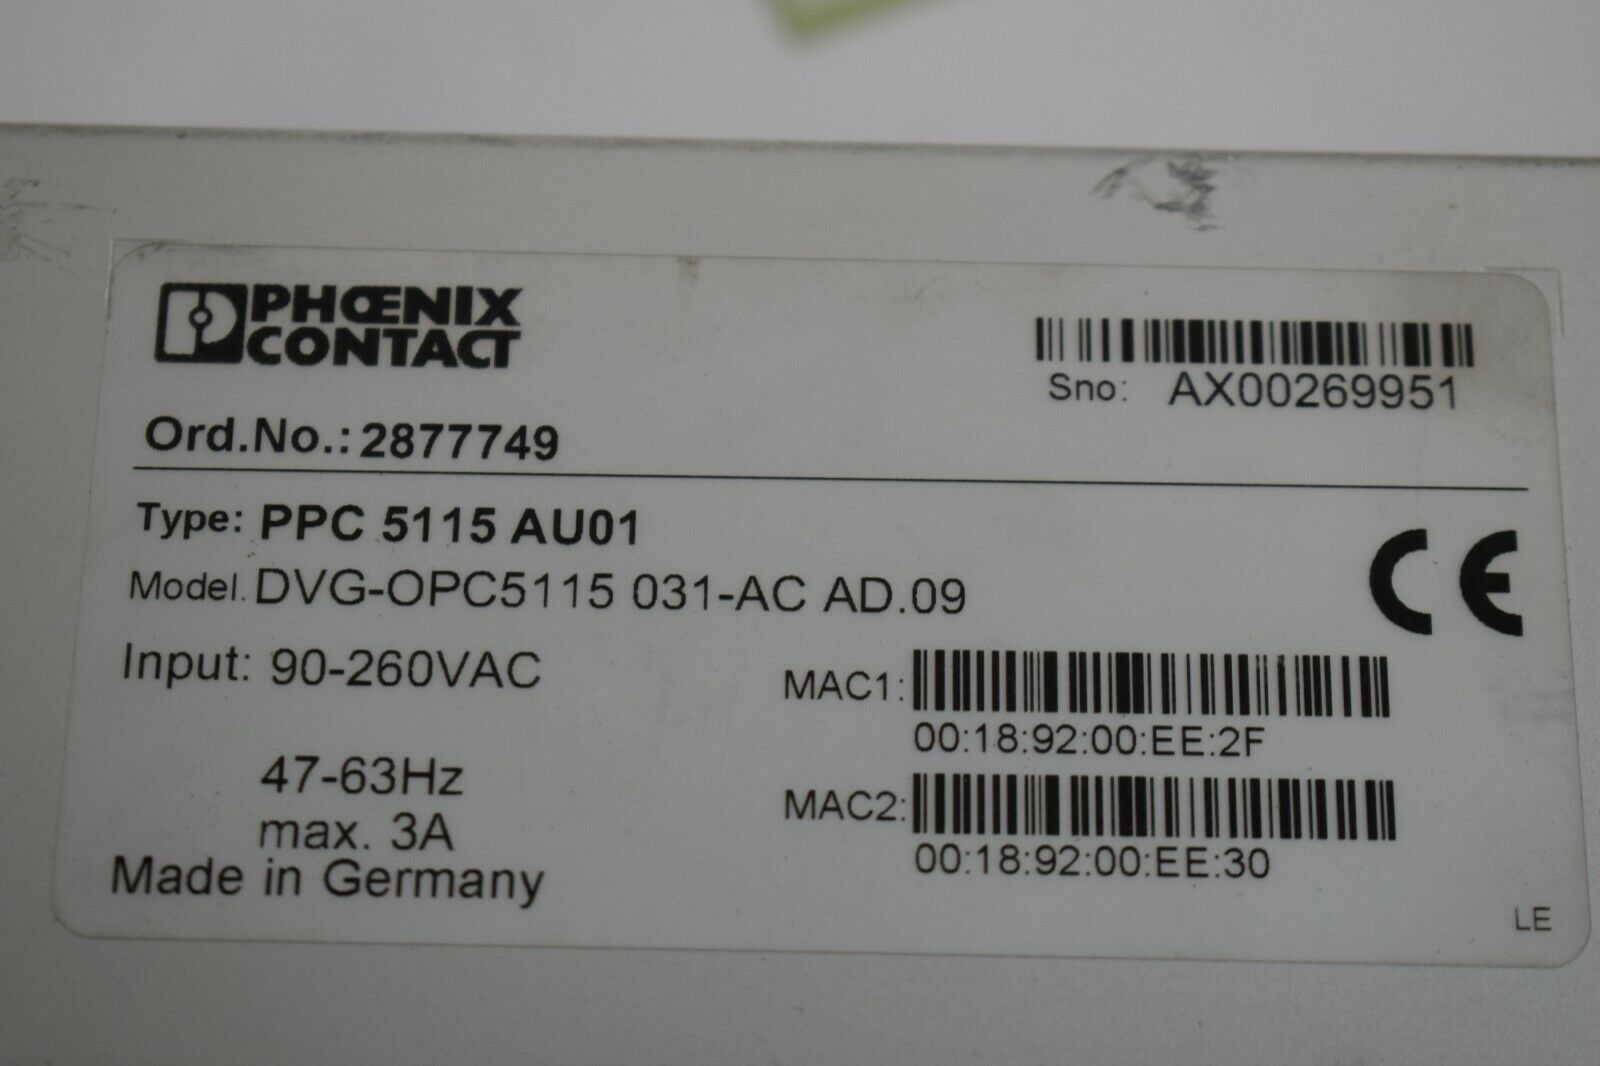 PHŒNIX
CONTACT
Sno: AX00269951
Ord.No.: 2877749
Type: PPC 5115 AU01
Model. DVG-OPC5115 031-AC AD.09
CE
Input: 90-260VAC
47-63Hz
max. 3A
Made in Germany
MAC1:
00:18:92:00:EE:2F
MAC2:
00:18:92:00:EE:30
LE